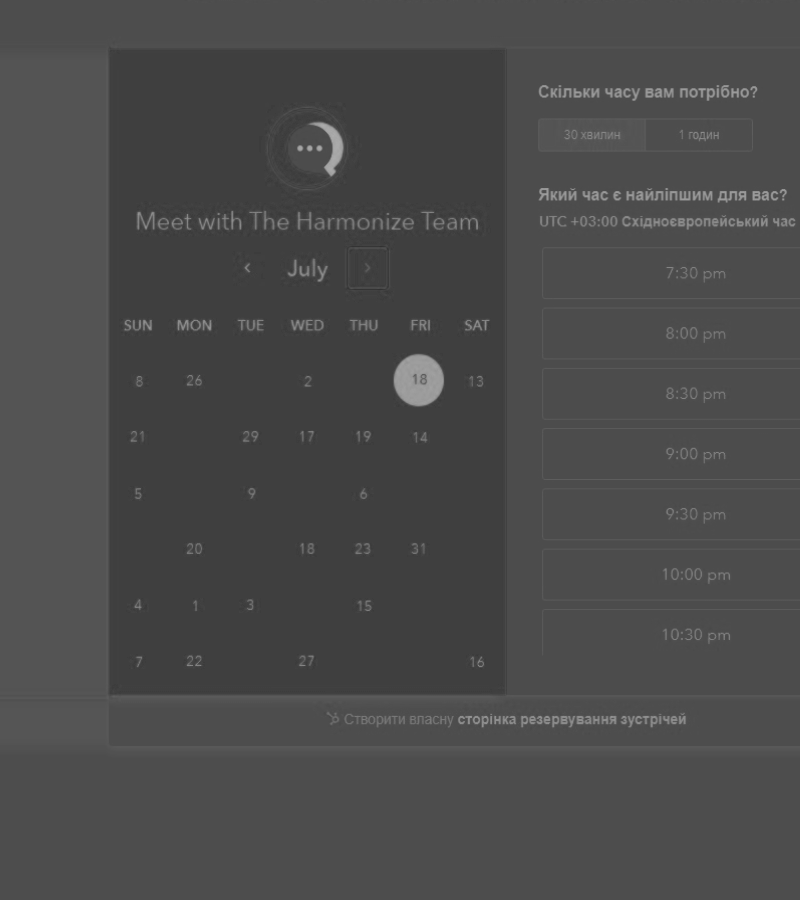 Meet with The Harmonize Team
July
SUN MON TUE WED THU FRI SAT
8 26 2 18 13
21 29 17 19 14
5 9 6
20 18 23 31
4 1 3 15
7 22 27 16
Скільки часу вам потрібно?
30 хвилин 1 годин
Який час є найліпшим для вас?
UTC +03:00 Східноєвропейський час
7:30 pm
8:00 pm
8:30 pm
9:00 pm
9:30 pm
10:00 pm
10:30 pm
Створити власну сторінка резервування зустрічей